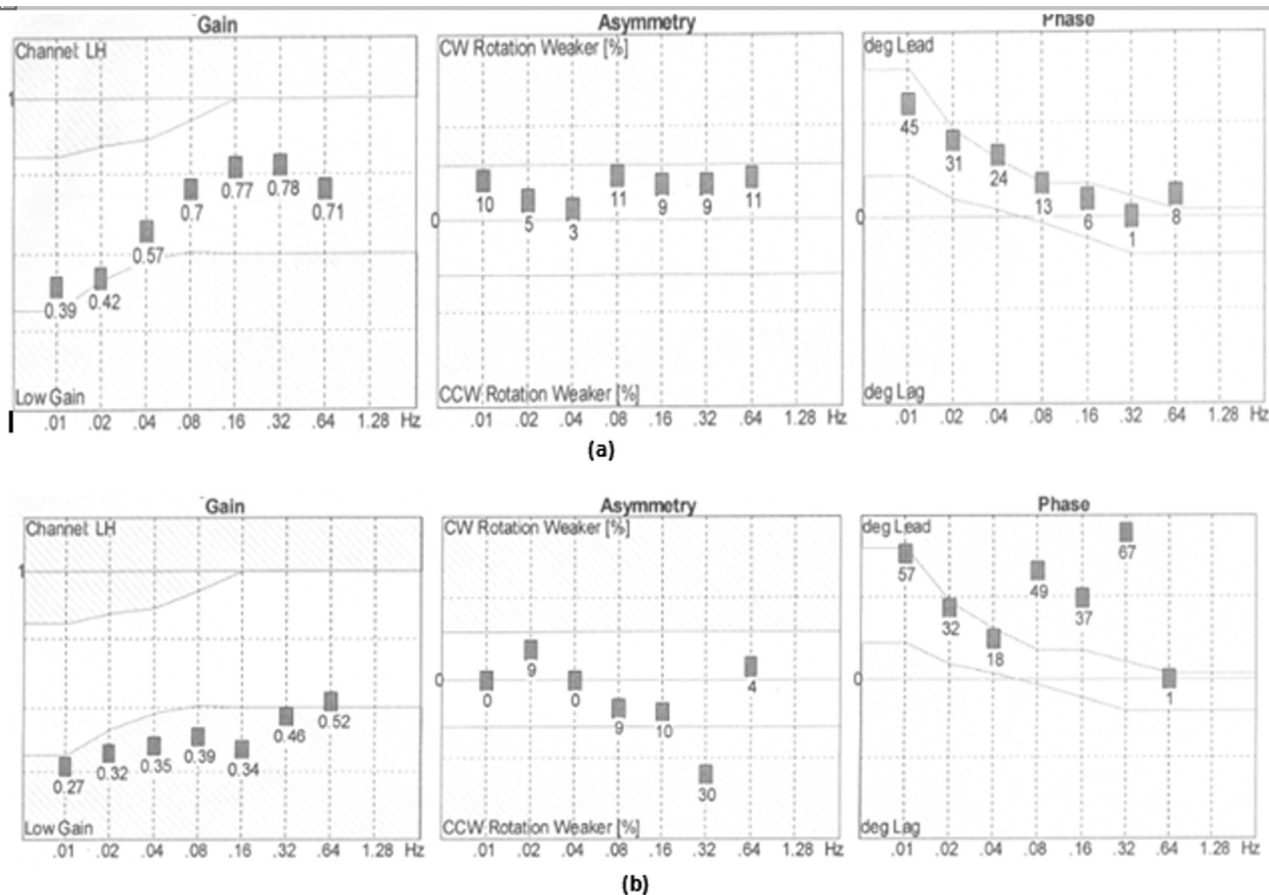 Gain
Asymmetry
Phase
Channel: LH
CW Rotation Weaker [%]
deg Lead
1
0
0
0.39
0.42
0.57
0.7
0.77
0.78
0.71
10
5
3
11
9
9
11
45
31
24
13
6
1
8
Low Gain
CCW Rotation Weaker [%]
deg Lag
.01 .02 .04 .08 .16 .32 .64 1.28 Hz
.01 .02 .04 .08 .16 .32 .64 1.28 Hz
.01 .02 .04 .08 .16 .32 .64 1.28 Hz
(a)
Gain
Asymmetry
Phase
Channel: LH
CW Rotation Weaker [%]
deg Lead
1
0
0
0.27
0.32
0.35
0.39
0.34
0.46
0.52
0
9
0
9
10
30
4
57
32
18
49
37
67
1
Low Gain
CCW Rotation Weaker [%]
deg Lag
.01 .02 .04 .08 .16 .32 .64 1.28 Hz
.01 .02 .04 .08 .16 .32 .64 1.28 Hz
.01 .02 .04 .08 .16 .32 .64 1.28 Hz
(b)